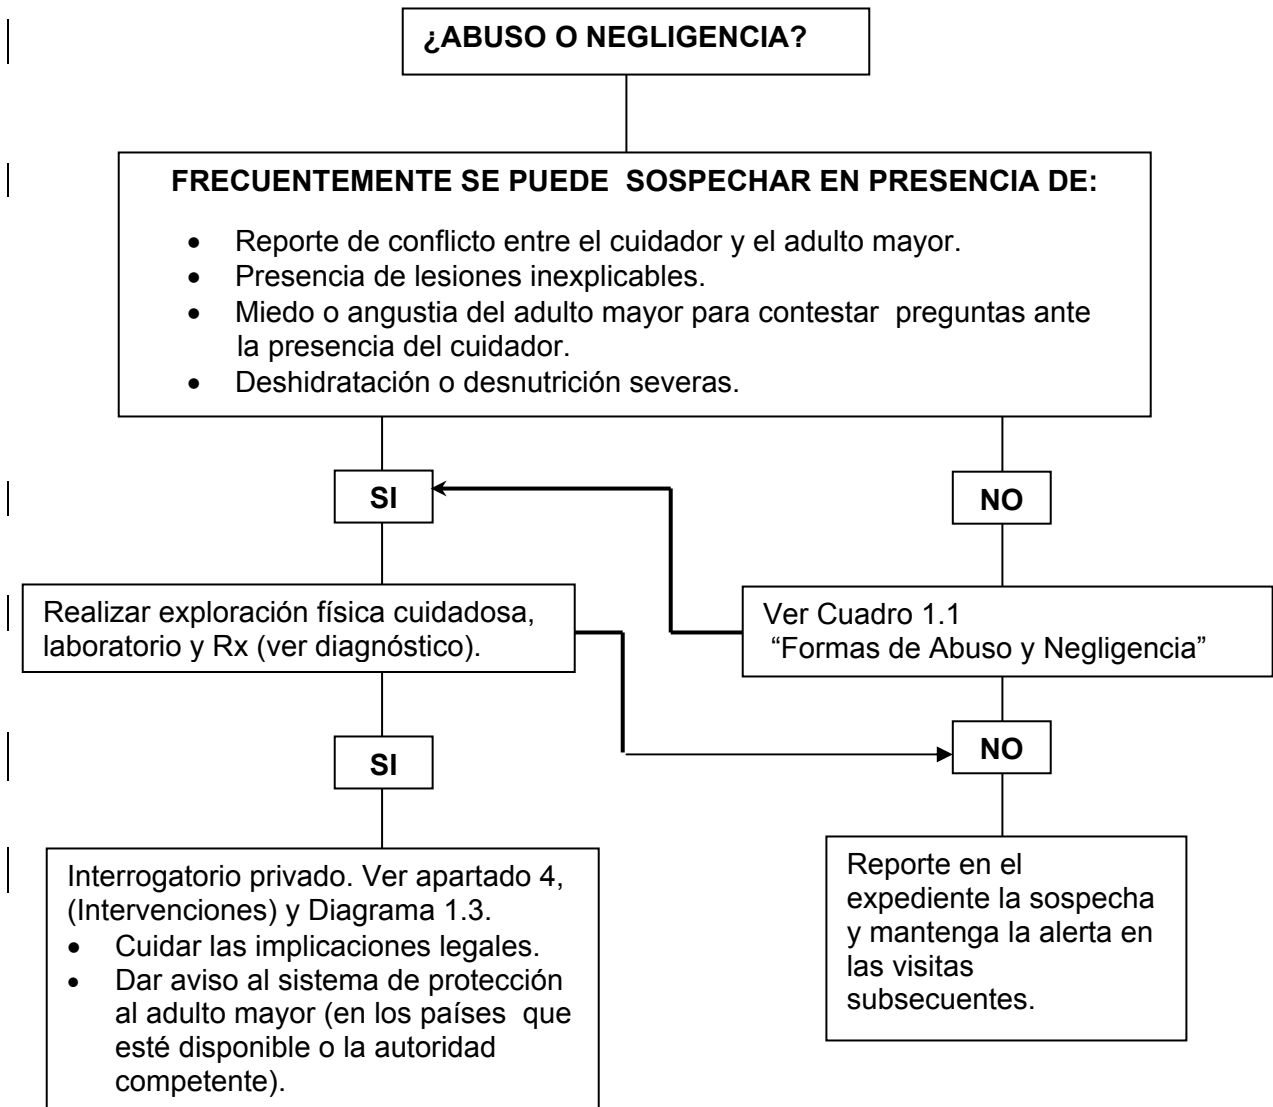 ¿ABUSO O NEGLIGENCIA?
FRECUENTEMENTE SE PUEDE SOSPECHAR EN PRESENCIA DE:
• Reporte de conflicto entre el cuidador y el adulto mayor.
• Presencia de lesiones inexplicables.
• Miedo o angustia del adulto mayor para contestar preguntas ante
la presencia del cuidador.
• Deshidratación o desnutrición severas.
SI
NO
Realizar exploración física cuidadosa,
laboratorio y Rx (ver diagnóstico).
Ver Cuadro 1.1
“Formas de Abuso y Negligencia”
SI
NO
Interrogatorio privado. Ver apartado 4,
(Intervenciones) y Diagrama 1.3.
• Cuidar las implicaciones legales.
• Dar aviso al sistema de protección
al adulto mayor (en los países que
esté disponible o la autoridad
competente).
Reporte en el
expediente la sospecha
y mantenga la alerta en
las visitas
subsecuentes.